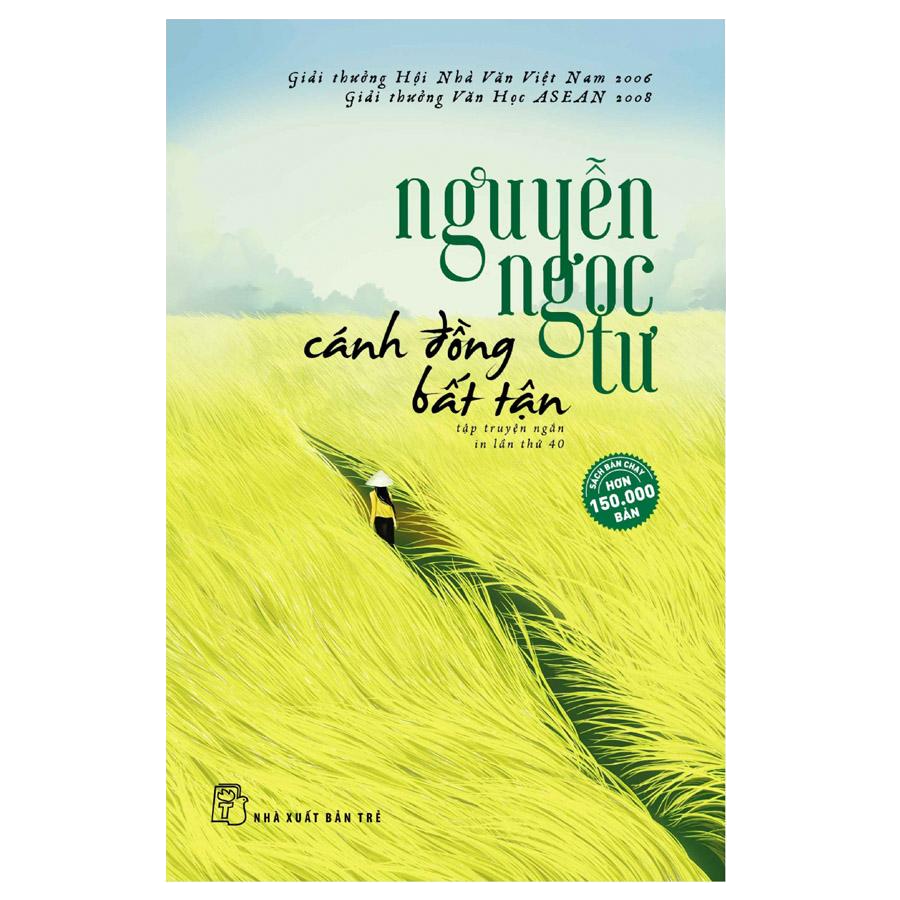 Giải thưởng Hội Nhà Văn Việt Nam 2006
Giải thưởng Văn Học ASEAN 2008
nguyễn
ngọc
tư
cánh đồng
bất tận
tập truyện ngắn
in lần thứ 40
SÁCH BÁN CHẠY
HƠN
150.000
BẢN
T
NHÀ XUẤT BẢN TRẺ